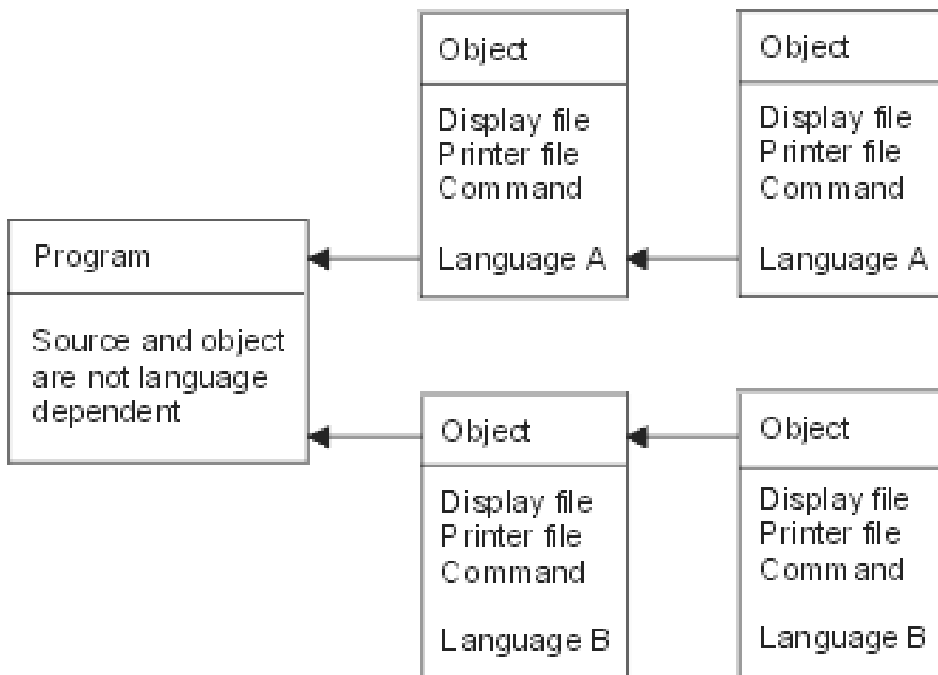 Program
Source and object
are not language
dependent
Object
Display file
Printer file
Command
Language A
Object
Display file
Printer file
Command
Language A
Object
Display file
Printer file
Command
Language B
Object
Display file
Printer file
Command
Language B